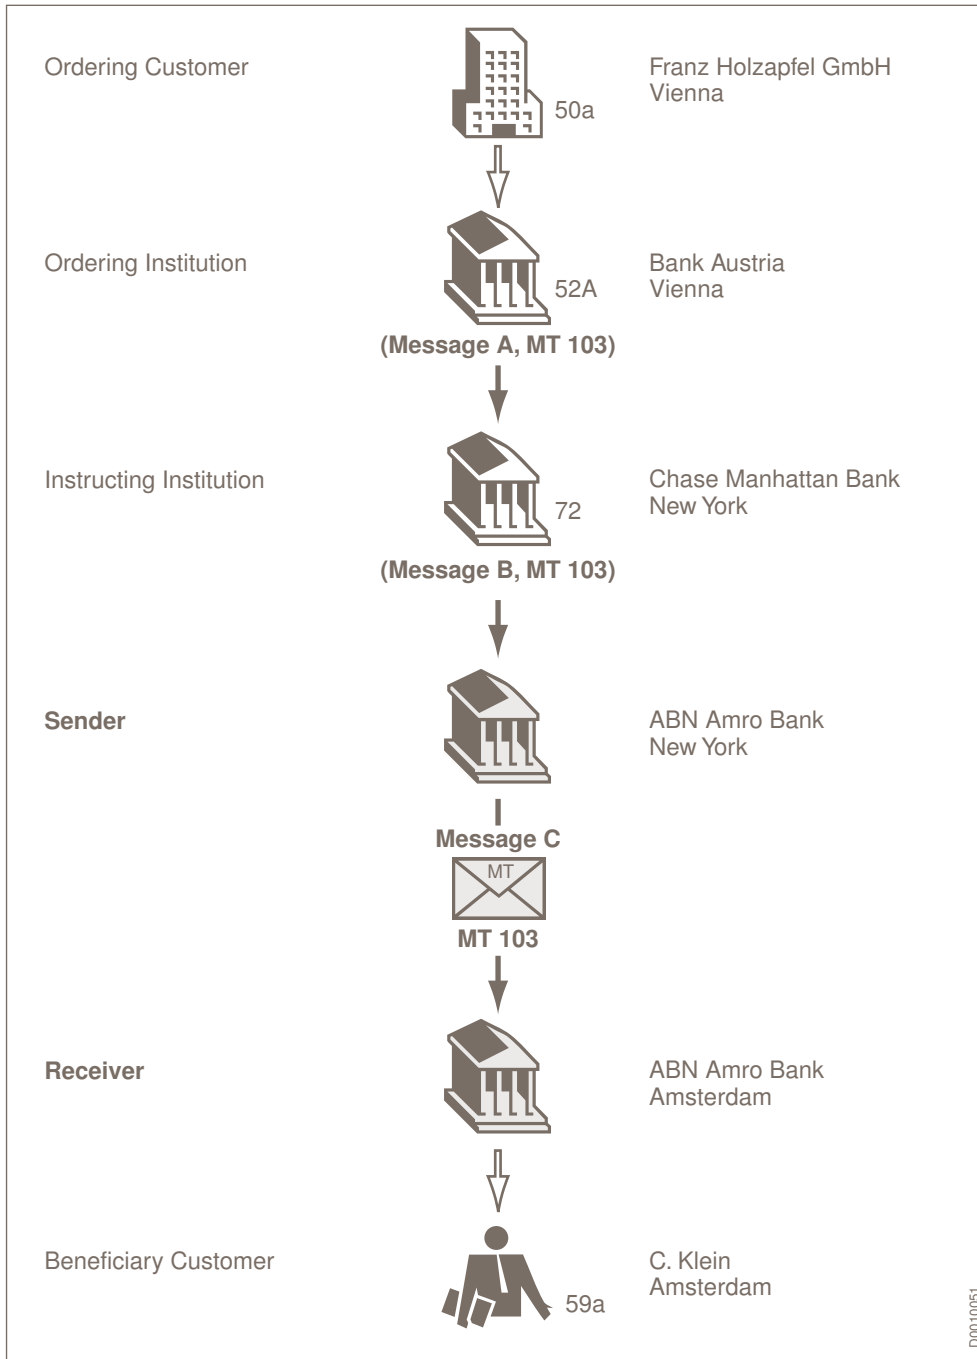 Ordering Customer
50a
Franz Holzapfel GmbH
Vienna
Ordering Institution
52A
Bank Austria
Vienna
(Message A, MT 103)
Instructing Institution
72
Chase Manhattan Bank
New York
(Message B, MT 103)
Sender
ABN Amro Bank
New York
Message C
MT
MT 103
Receiver
ABN Amro Bank
Amsterdam
Beneficiary Customer
59a
C. Klein
Amsterdam
D0010051